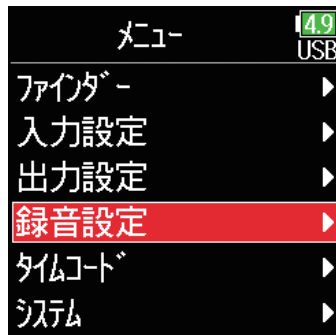 メニュー
4.9
USB
ファインダー
入力設定
出力設定
録音設定
タイムコード
システム